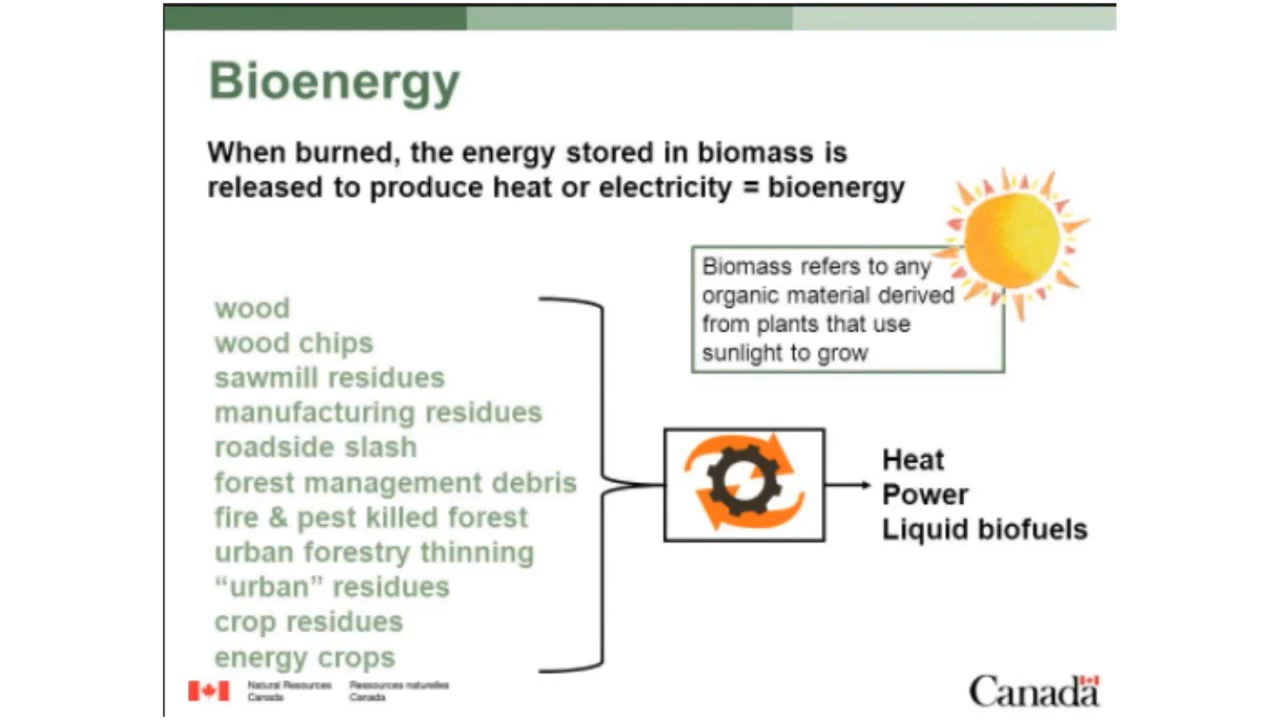 Bioenergy
When burned, the energy stored in biomass is
released to produce heat or electricity = bioenergy
Biomass refers to any
organic material derived
from plants that use
sunlight to grow
wood
wood chips
sawmill residues
manufacturing residues
roadside slash
forest management debris
fire & pest killed forest
urban forestry thinning
“urban” residues
crop residues
energy crops
Heat
Power
Liquid biofuels
Natural Resources Canada
Ressources naturelles Canada
Canada